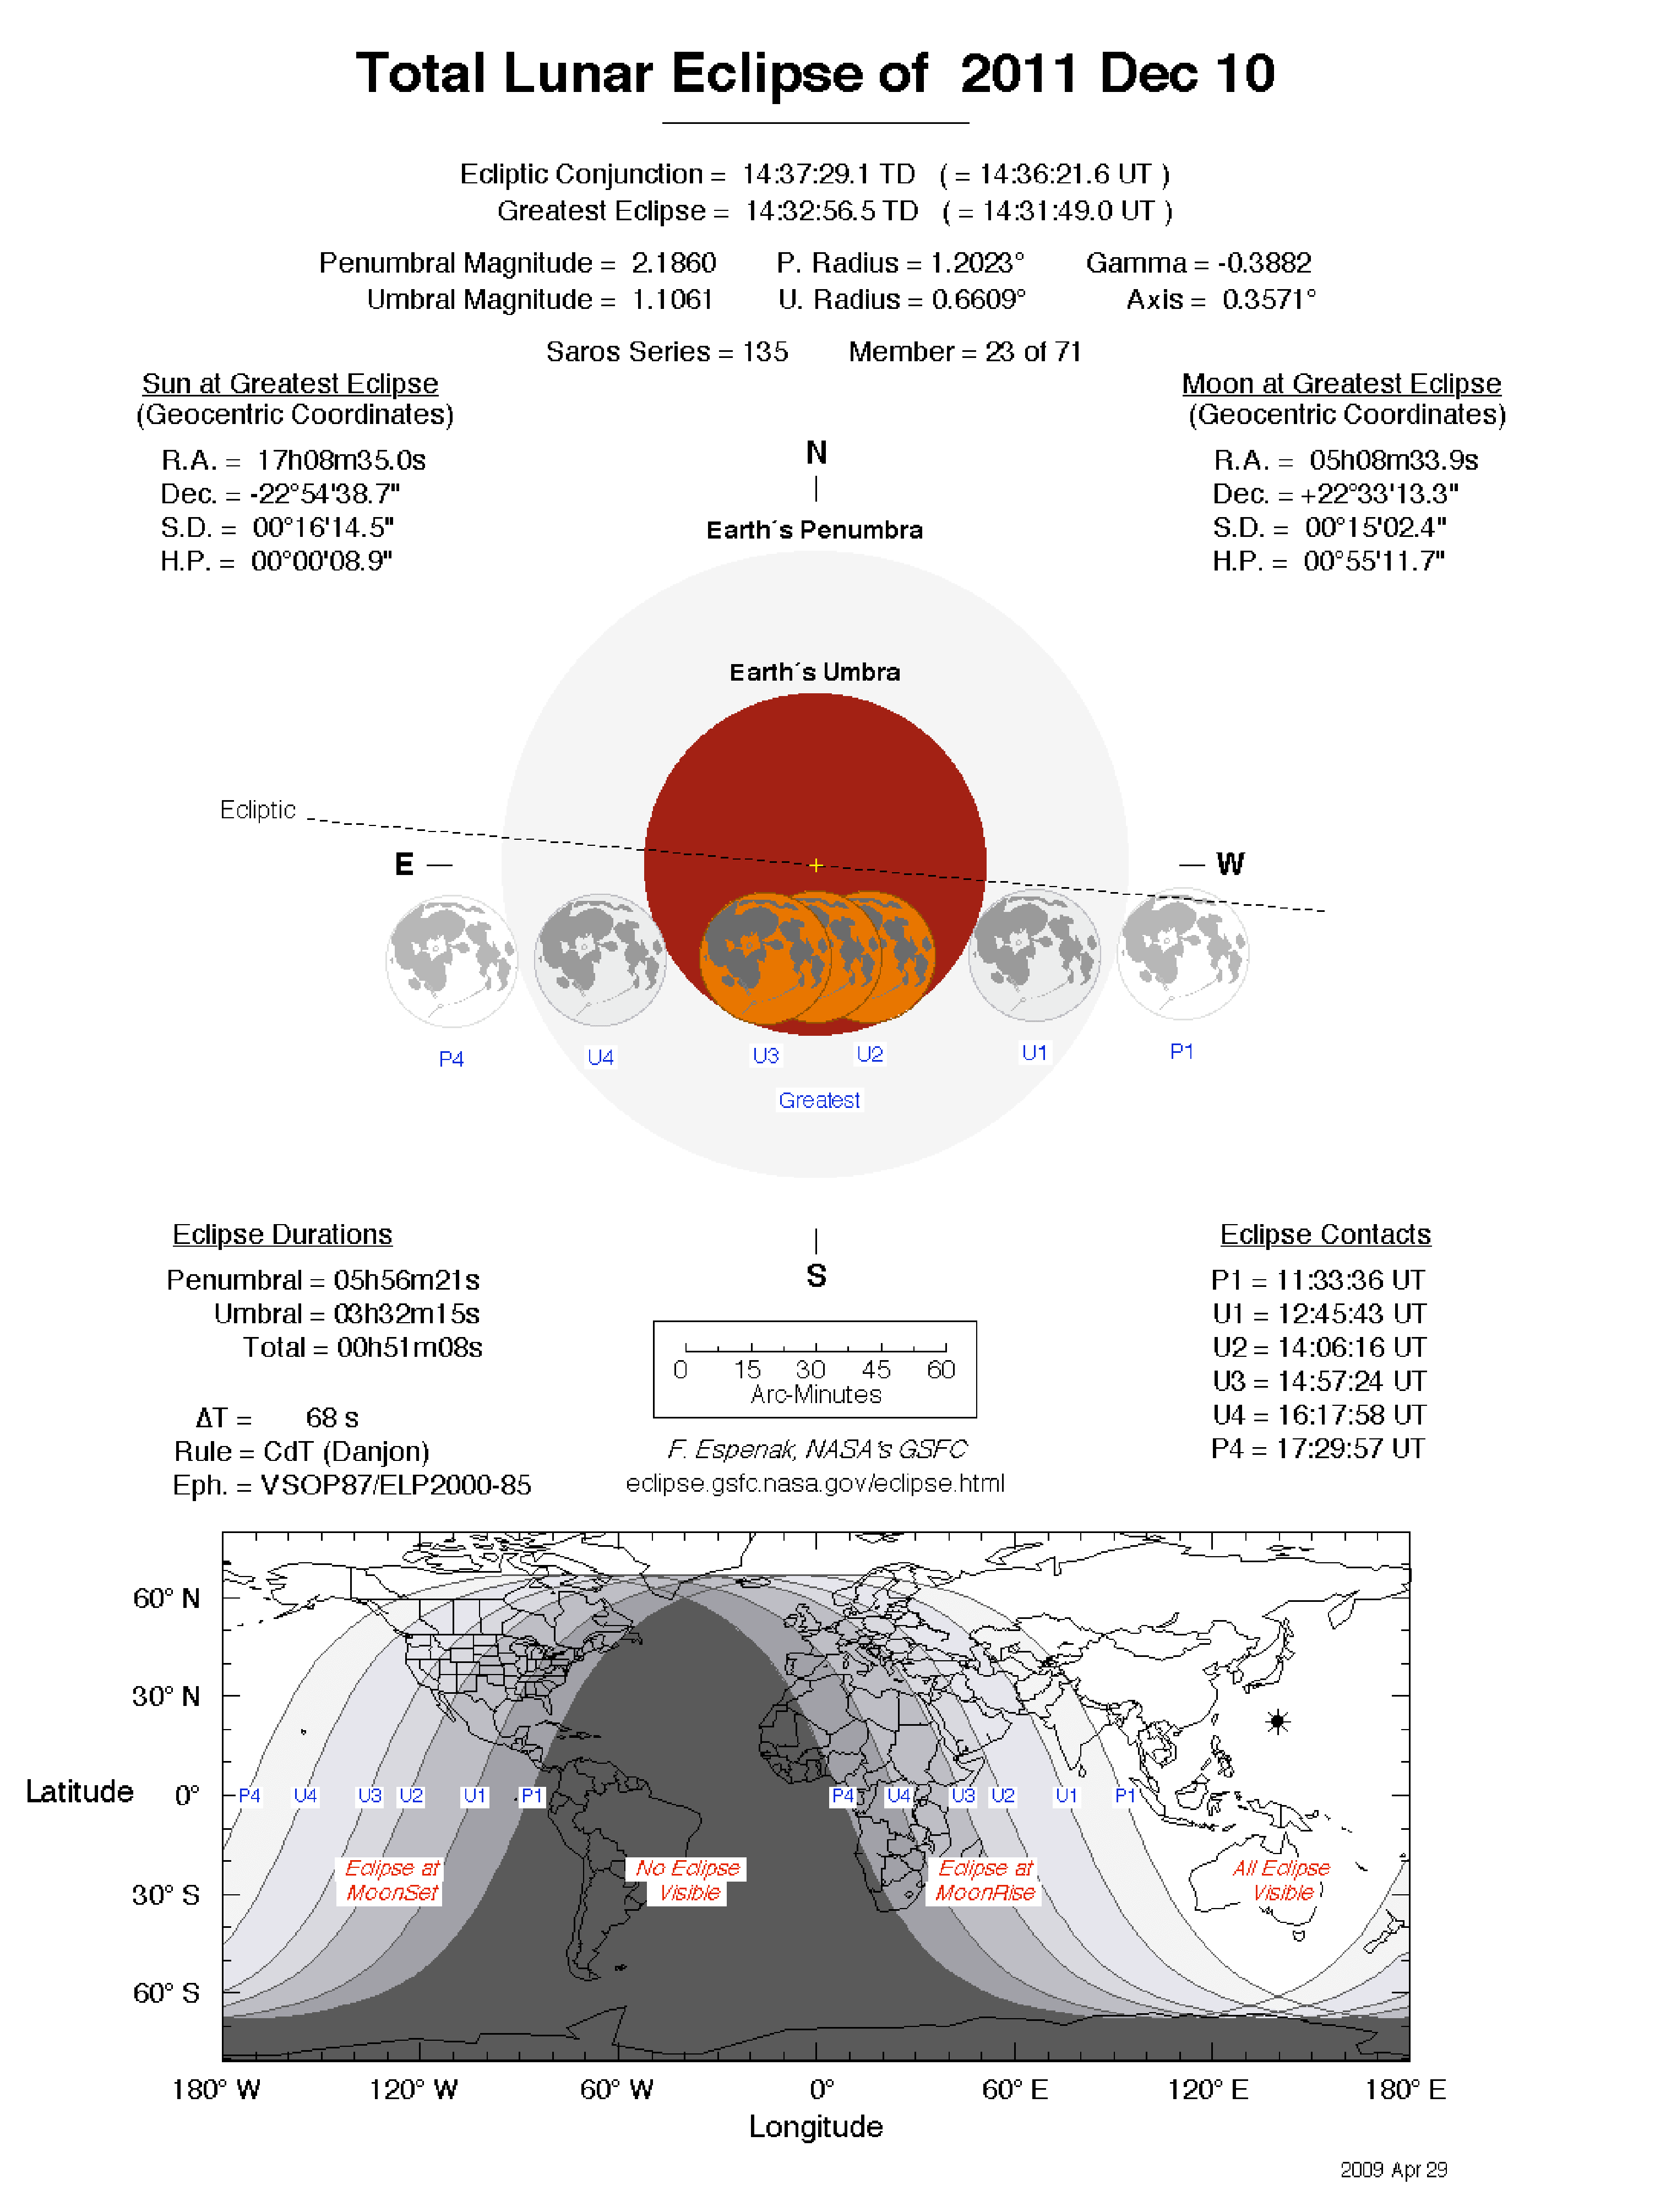 Total Lunar Eclipse of 2011 Dec 10
Ecliptic Conjunction = 14:37:29.1 TD ( = 14:36:21.6 UT )
Greatest Eclipse = 14:32:56.5 TD ( = 14:31:49.0 UT )
Penumbral Magnitude = 2.1860 P. Radius = 1.2023° Gamma = -0.3882
Umbral Magnitude = 1.1061 U. Radius = 0.6609° Axis = 0.3571°
Saros Series = 135 Member = 23 of 71
Sun at Greatest Eclipse
(Geocentric Coordinates)
R.A. = 17h08m35.0s
Dec. = -22°54'38.7"
S.D. = 00°16'14.5"
H.P. = 00°00'08.9"
Moon at Greatest Eclipse
(Geocentric Coordinates)
R.A. = 05h08m33.9s
Dec. = +22°33'13.3"
S.D. = 00°15'02.4"
H.P. = 00°55'11.7"
N
Earth´s Penumbra
Earth´s Umbra
Ecliptic
E
W
P4
U4
U3
U2
U1
P1
Greatest
S
Eclipse Durations
Penumbral = 05h56m21s
Umbral = 03h32m15s
Total = 00h51m08s
ΔT = 68 s
Rule = CdT (Danjon)
Eph. = VSOP87/ELP2000-85
0 15 30 45 60
Arc-Minutes
F. Espenak, NASA's GSFC
eclipse.gsfc.nasa.gov/eclipse.html
Eclipse Contacts
P1 = 11:33:36 UT
U1 = 12:45:43 UT
U2 = 14:06:16 UT
U3 = 14:57:24 UT
U4 = 16:17:58 UT
P4 = 17:29:57 UT
60° N
30° N
Latitude
0°
30° S
60° S
P4 U4 U3 U2 U1 P1 P4 U4 U3 U2 U1 P1
Eclipse at
MoonSet
No Eclipse
Visible
Eclipse at
MoonRise
All Eclipse
Visible
180° W 120° W 60° W 0° 60° E 120° E 180° E
Longitude
2009 Apr 29